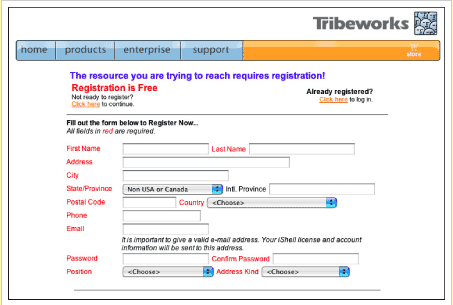 Tribeworks
home products enterprise support store
The resource you are trying to reach requires registration!
Registration is Free
Not ready to register?
Click here to continue.
Already registered?
Click here to log in.
Fill out the form below to Register Now...
All fields in red are required.
First Name Last Name
Address
City
State/Province Non USA or Canada Intl. Province
Postal Code Country <Choose>
Phone
Email
It is important to give a valid e-mail address. Your iShell license and account
information will be sent to this address.
Password Confirm Password
Position <Choose> Address Kind <Choose>